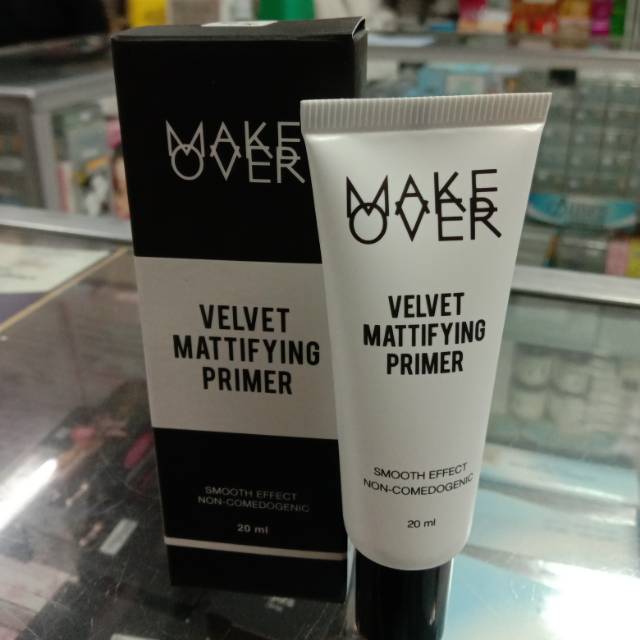 MAKE
OVER
VELVET
MATTIFYING
PRIMER
SMOOTH EFFECT
NON-COMEDOGENIC
20 ml
MAKE
OVER
VELVET
MATTIFYING
PRIMER
SMOOTH EFFECT
NON-COMEDOGENIC
20 ml